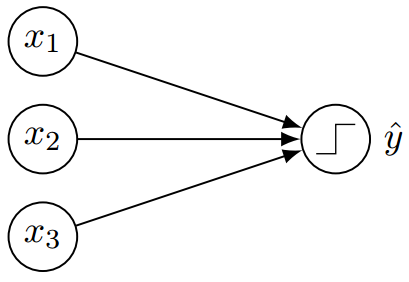 x₁
x₂
ŷ
x₃